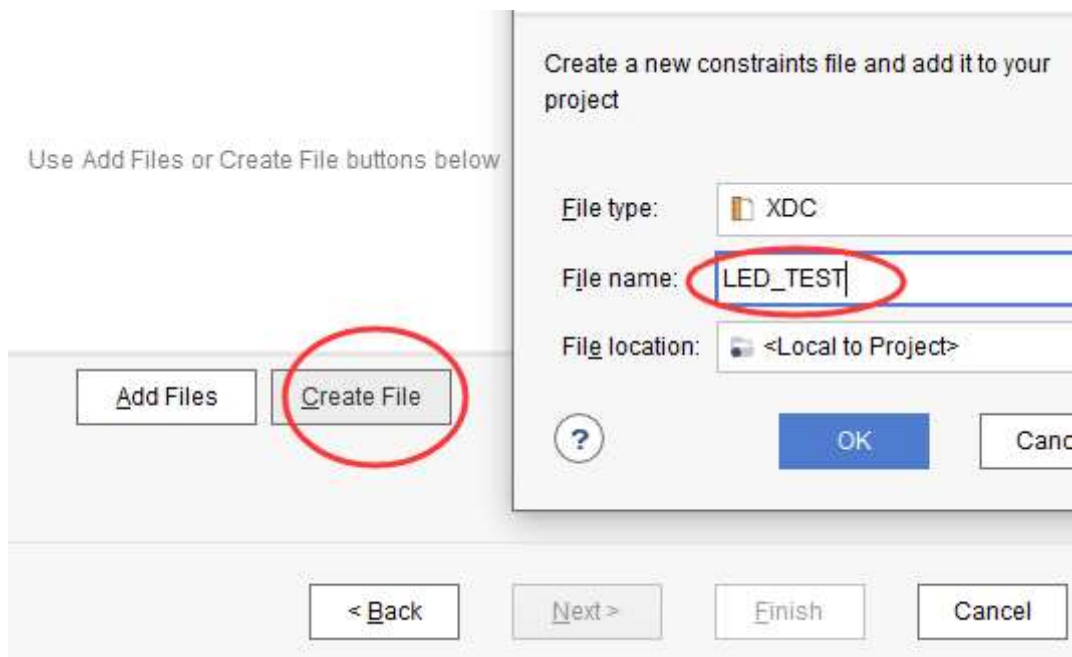 Create a new constraints file and add it to your
project
Use Add Files or Create File buttons below
File type:
XDC
File name:
LED_TEST
File location:
<Local to Project>
Add Files
Create File
?
OK
Canc
< Back
Next >
Finish
Cancel